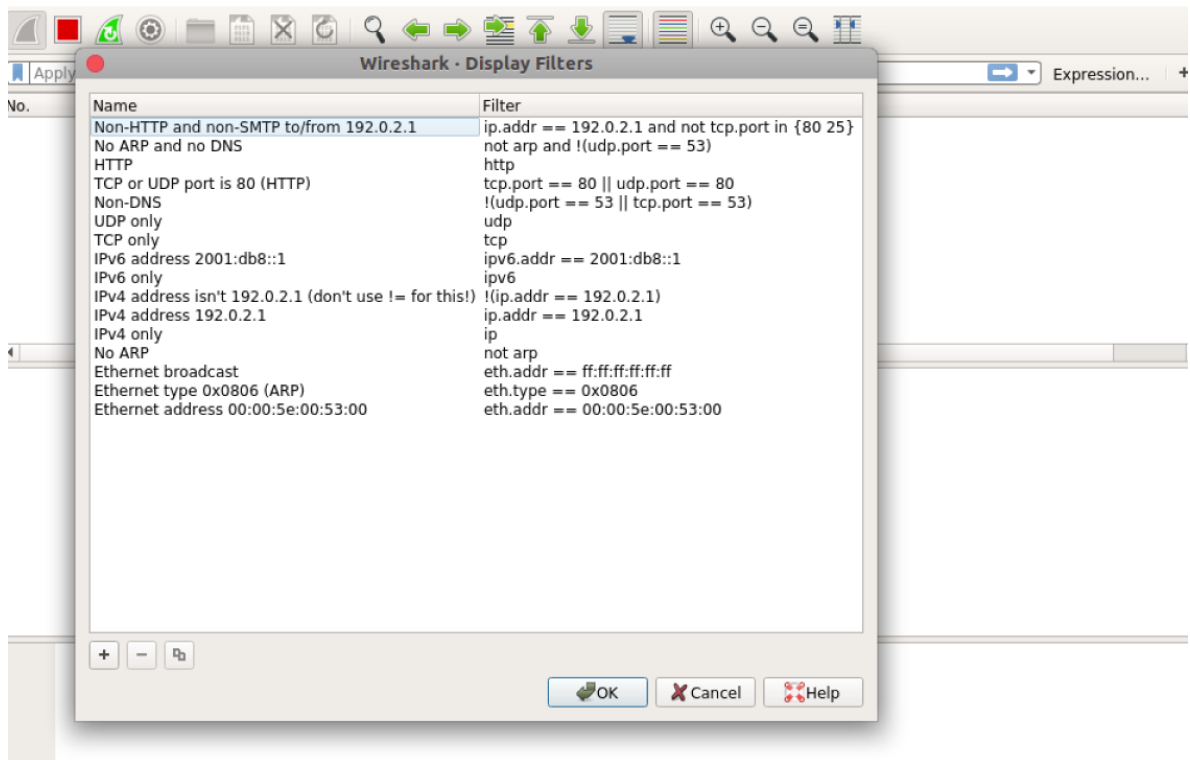 Wireshark · Display Filters
Apply
Expression... +
No.
Name Filter
Non-HTTP and non-SMTP to/from 192.0.2.1 ip.addr == 192.0.2.1 and not tcp.port in {80 25}
No ARP and no DNS not arp and !(udp.port == 53)
HTTP http
TCP or UDP port is 80 (HTTP) tcp.port == 80 || udp.port == 80
Non-DNS !(udp.port == 53 || tcp.port == 53)
UDP only udp
TCP only tcp
IPv6 address 2001:db8::1 ipv6.addr == 2001:db8::1
IPv6 only ipv6
IPv4 address isn't 192.0.2.1 (don't use != for this!) !(ip.addr == 192.0.2.1)
IPv4 address 192.0.2.1 ip.addr == 192.0.2.1
IPv4 only ip
No ARP not arp
Ethernet broadcast eth.addr == ff:ff:ff:ff:ff:ff
Ethernet type 0x0806 (ARP) eth.type == 0x0806
Ethernet address 00:00:5e:00:53:00 eth.addr == 00:00:5e:00:53:00
OK Cancel Help